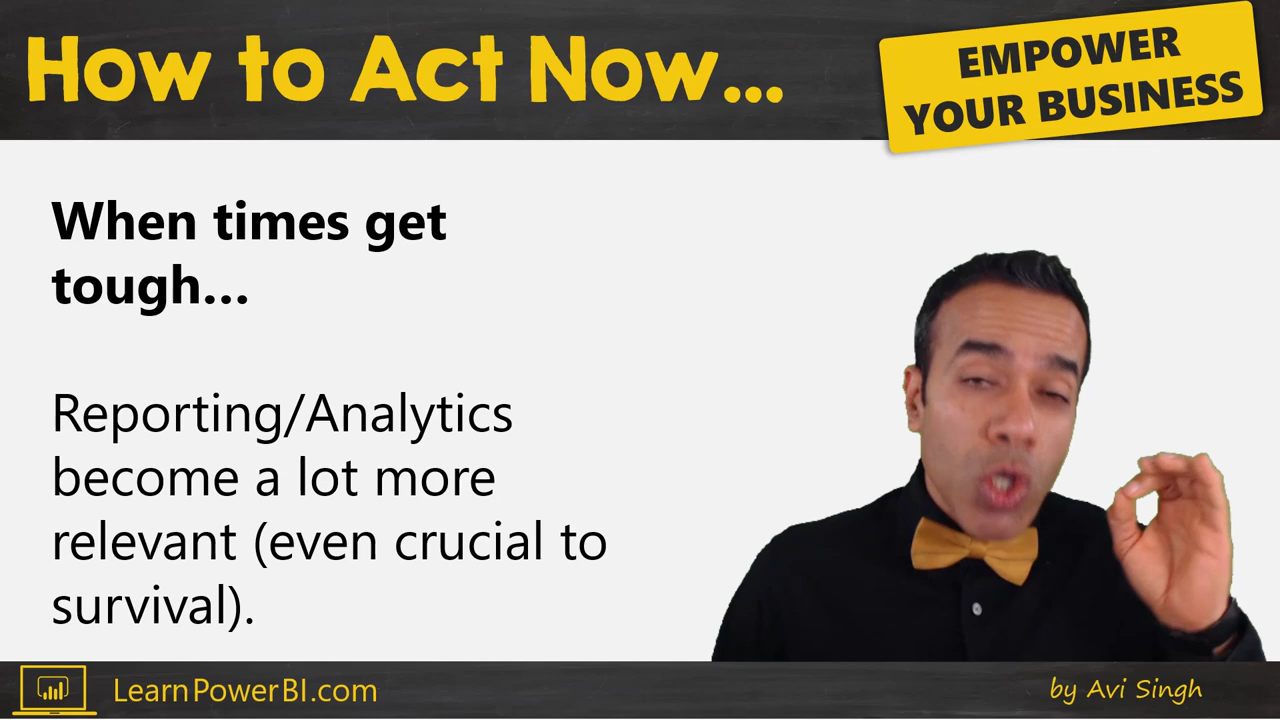 How to Act Now...
EMPOWER
YOUR BUSINESS
When times get
tough...
Reporting/Analytics
become a lot more
relevant (even crucial to
survival).
LearnPowerBI.com
by Avi Singh